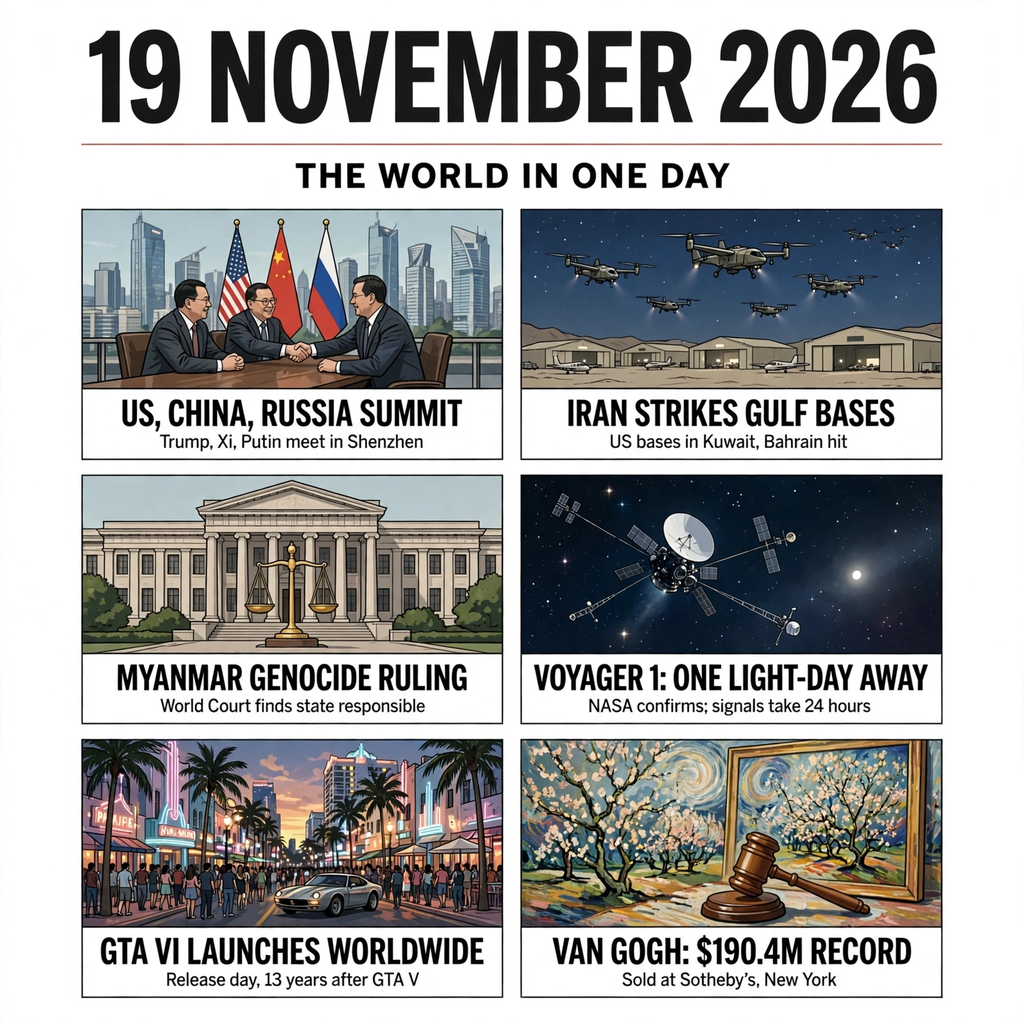 19 NOVEMBER 2026
THE WORLD IN ONE DAY
US, CHINA, RUSSIA SUMMIT
Trump, Xi, Putin meet in Shenzhen
IRAN STRIKES GULF BASES
US bases in Kuwait, Bahrain hit
MYANMAR GENOCIDE RULING
World Court finds state responsible
VOYAGER 1: ONE LIGHT-DAY AWAY
NASA confirms; signals take 24 hours
GTA VI LAUNCHES WORLDWIDE
Release day, 13 years after GTA V
VAN GOGH: $190.4M RECORD
Sold at Sotheby's, New York